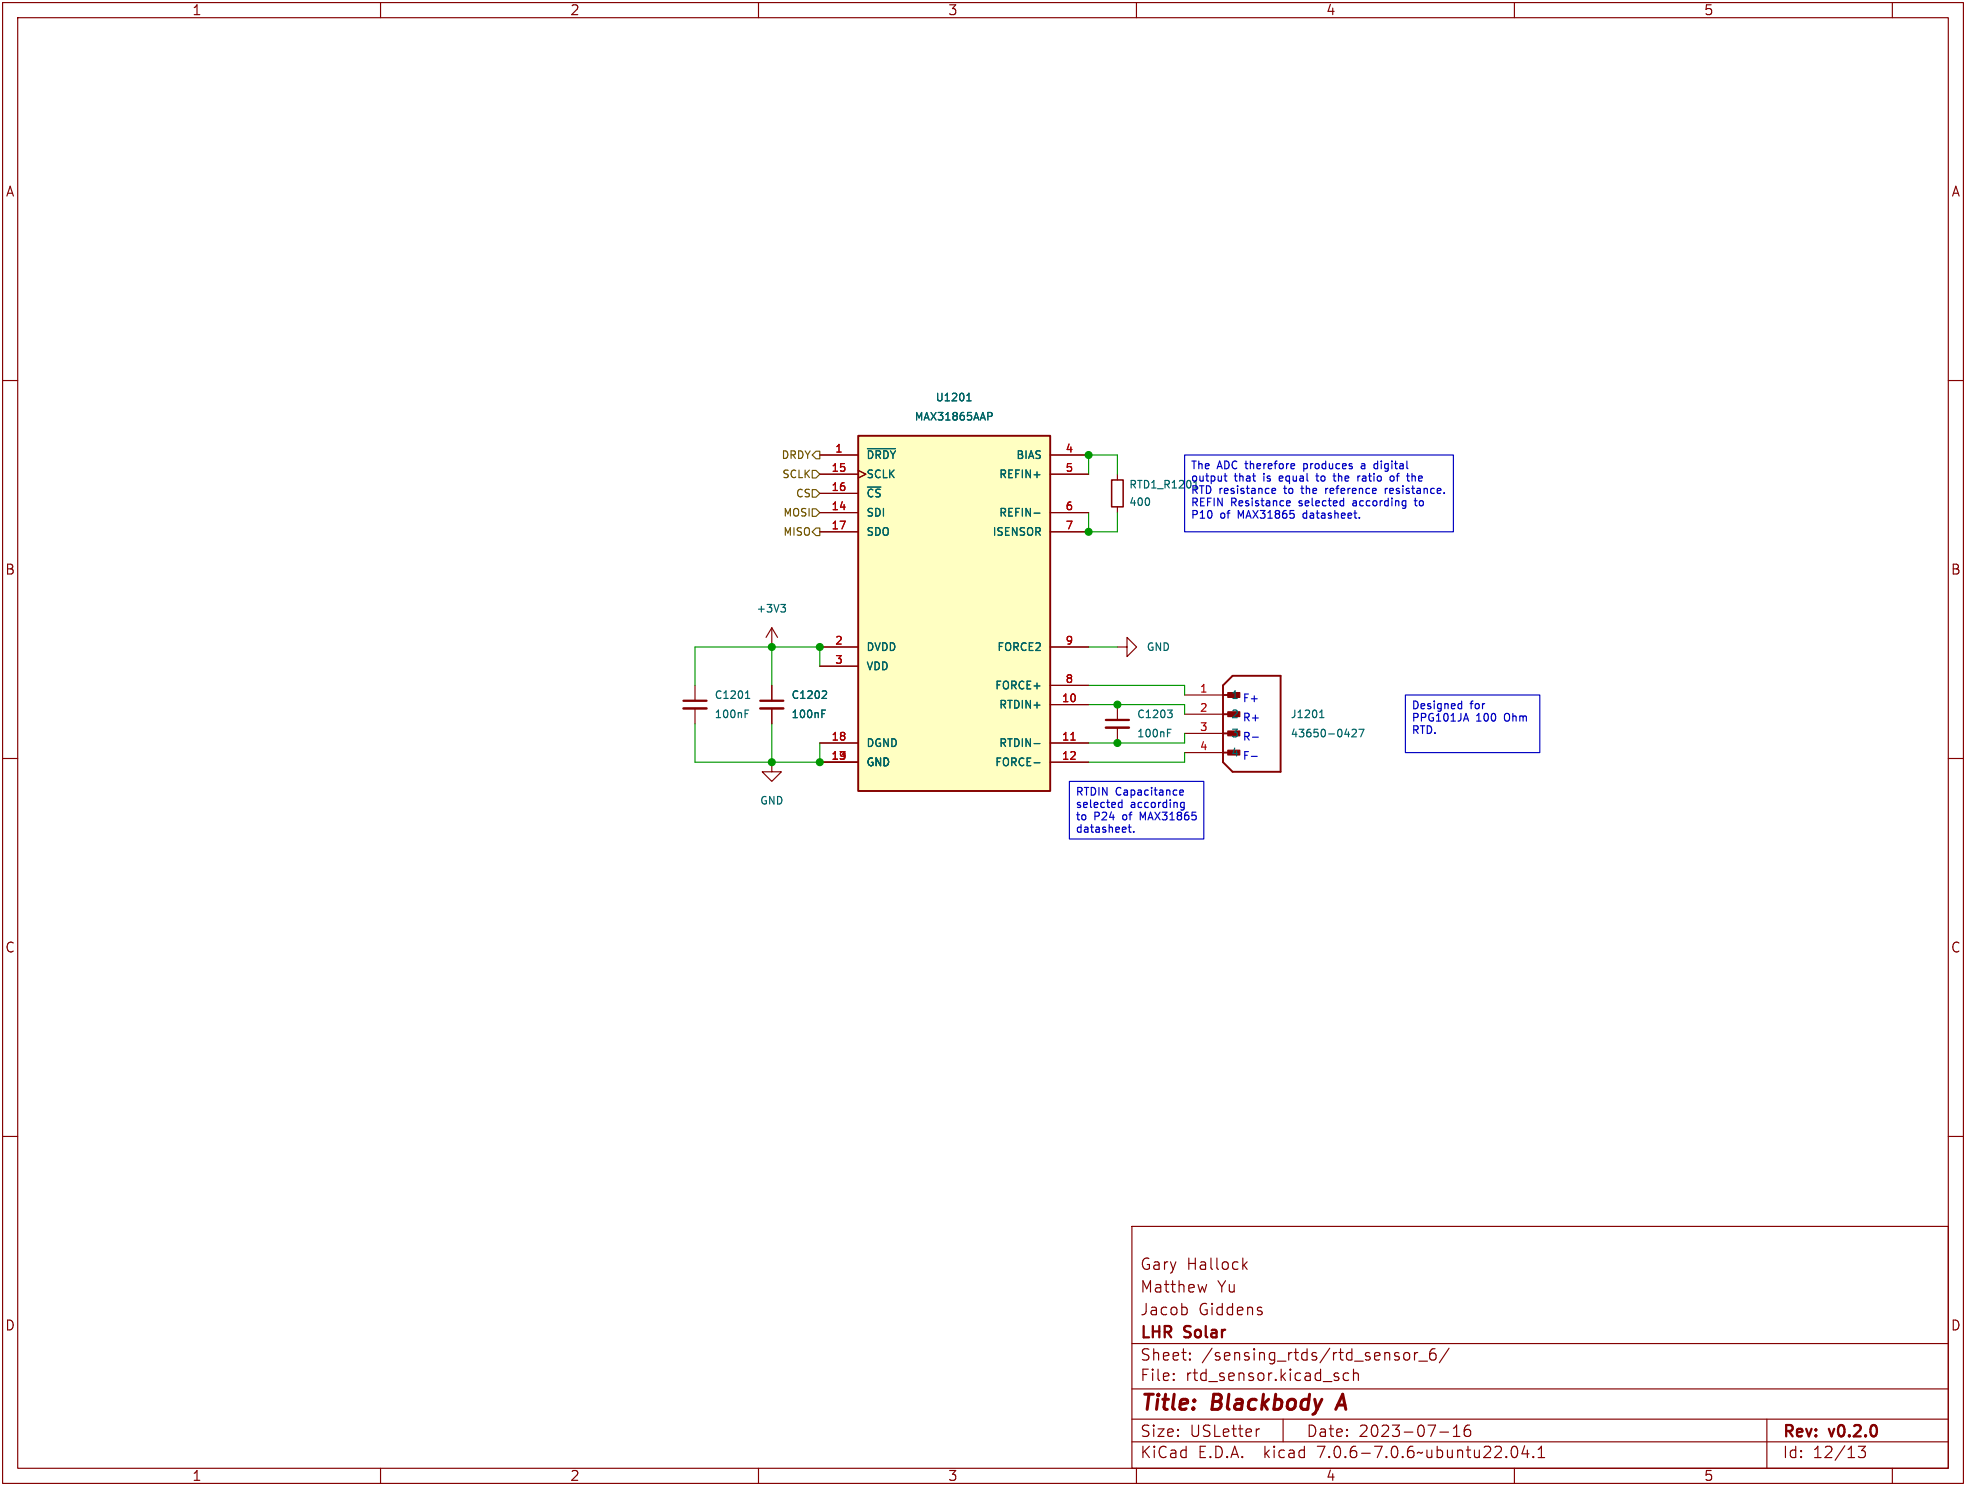 1 2 3 4 5
A A
U1201
MAX31865AAP
DRDY 1 DRDY BIAS 4
SCLK 15 SCLK REFIN+ 5
CS 16 CS REFIN- 6
MOSI 14 SDI ISENSOR 7
MISO 17 SDO
RTD1_R1201
400
The ADC therefore produces a digital
output that is equal to the ratio of the
RTD resistance to the reference resistance.
REFIN Resistance selected according to
P10 of MAX31865 datasheet.
B B
+3V3
2 DVDD FORCE2 9 GND
3 VDD
FORCE+ 8
RTDIN+ 10
C1201
100nF
C1202
100nF
C1203
100nF
1 F+
2 R+
3 R-
4 F-
J1201
43650-0427
Designed for
PPG101JA 100 Ohm
RTD.
18 DGND RTDIN- 11
19 GND FORCE- 12
GND
RTDIN Capacitance
selected according
to P24 of MAX31865
datasheet.
C C
D D
Gary Hallock
Matthew Yu
Jacob Giddens
LHR Solar
Sheet: /sensing_rtds/rtd_sensor_6/
File: rtd_sensor.kicad_sch
Title: Blackbody A
Size: USLetter Date: 2023-07-16 Rev: v0.2.0
KiCad E.D.A. kicad 7.0.6-7.0.6~ubuntu22.04.1 Id: 12/13
1 2 3 4 5